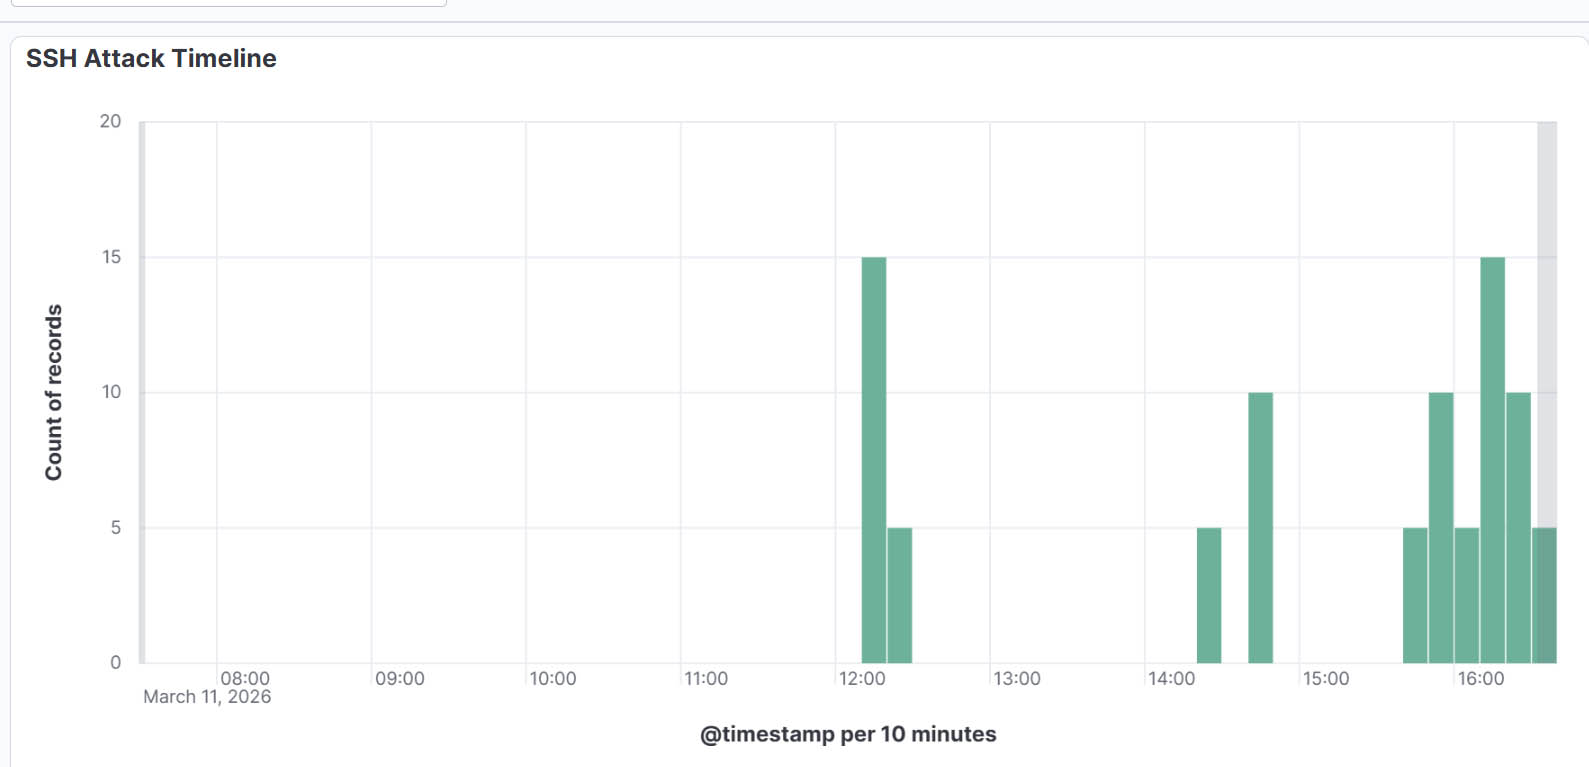 SSH Attack Timeline
20
15
10
5
0
Count of records
08:00 09:00 10:00 11:00 12:00 13:00 14:00 15:00 16:00
March 11, 2026
@timestamp per 10 minutes